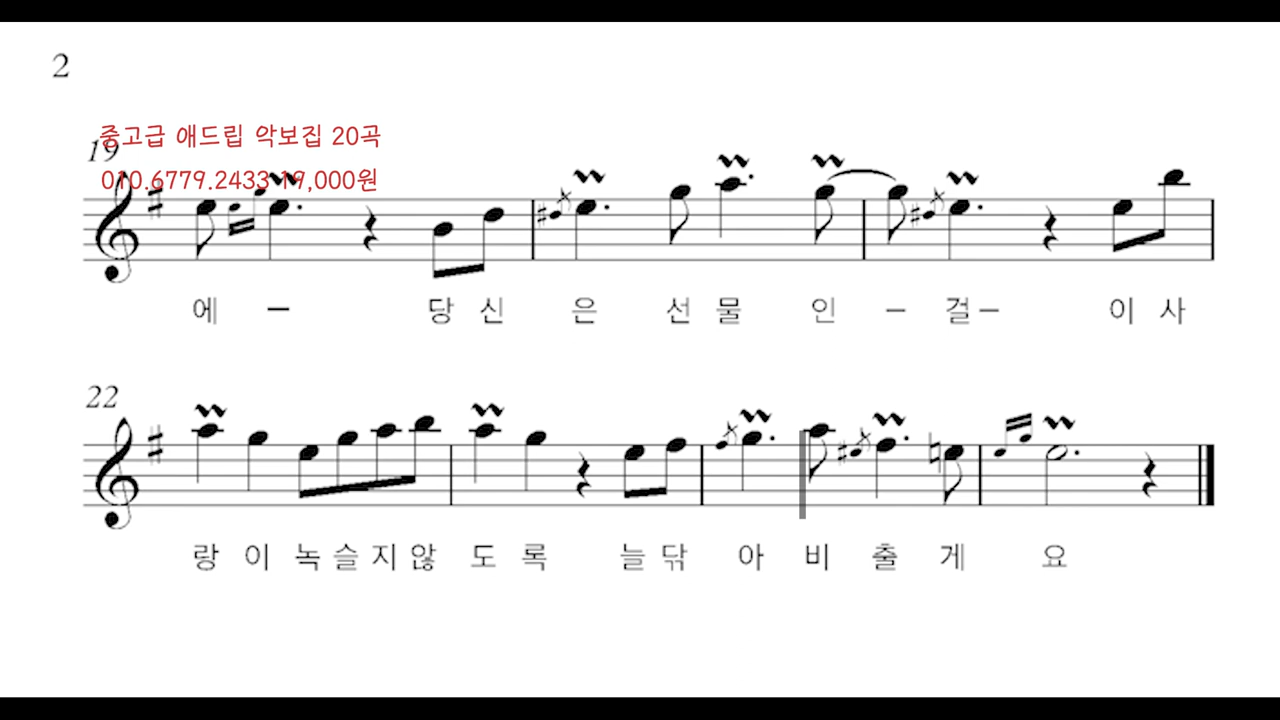 2
중고급 애드립 악보집 20곡
19
010.6779.2433 19,000원
에 – 당 신 은 선 물 인 – 걸 – 이 사
22
랑 이 녹 슬 지 않 도 록 늘 닦 아 비 출 게 요